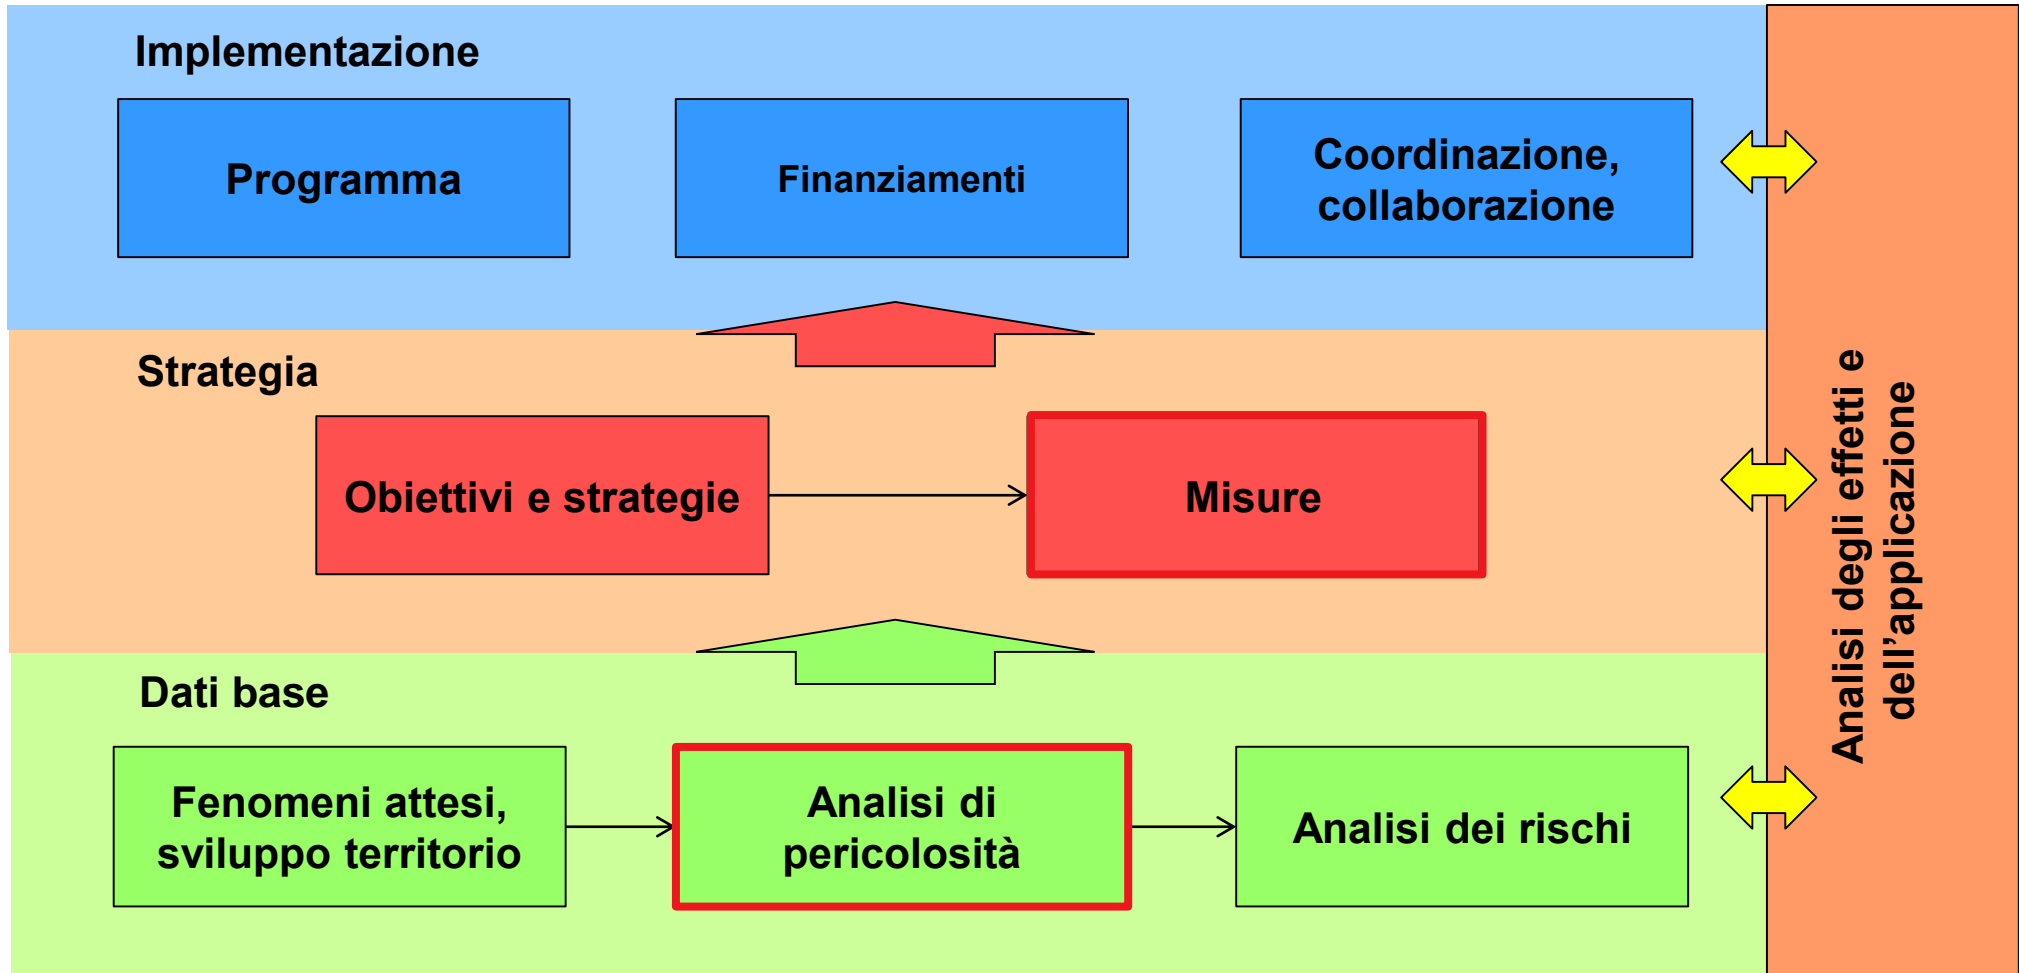 Implementazione
Programma
Finanziamenti
Coordinazione,
collaborazione
Strategia
Obiettivi e strategie
Misure
Dati base
Fenomeni attesi,
sviluppo territorio
Analisi di
pericolosità
Analisi dei rischi
Analisi degli effetti e
dell’applicazione